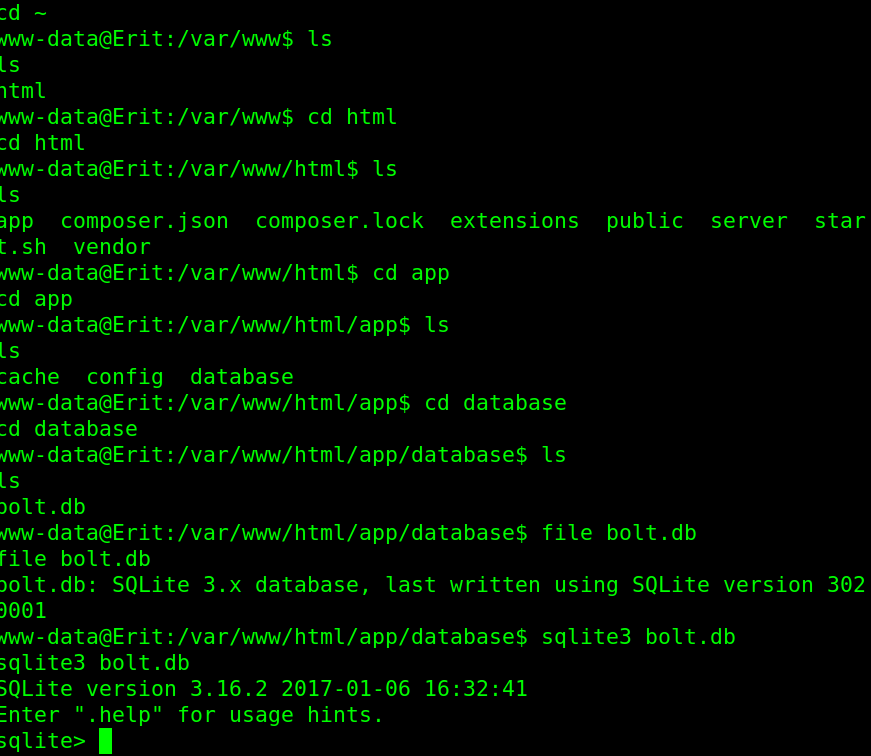 cd ~
www-data@Erit:/var/www$ ls
ls
html
www-data@Erit:/var/www$ cd html
cd html
www-data@Erit:/var/www/html$ ls
ls
app  composer.json  composer.lock  extensions  public  server  star
t.sh  vendor
www-data@Erit:/var/www/html$ cd app
cd app
www-data@Erit:/var/www/html/app$ ls
ls
cache  config  database
www-data@Erit:/var/www/html/app$ cd database
cd database
www-data@Erit:/var/www/html/app/database$ ls
ls
bolt.db
www-data@Erit:/var/www/html/app/database$ file bolt.db
file bolt.db
bolt.db: SQLite 3.x database, last written using SQLite version 302
0001
www-data@Erit:/var/www/html/app/database$ sqlite3 bolt.db
sqlite3 bolt.db
SQLite version 3.16.2 2017-01-06 16:32:41
Enter ".help" for usage hints.
sqlite>